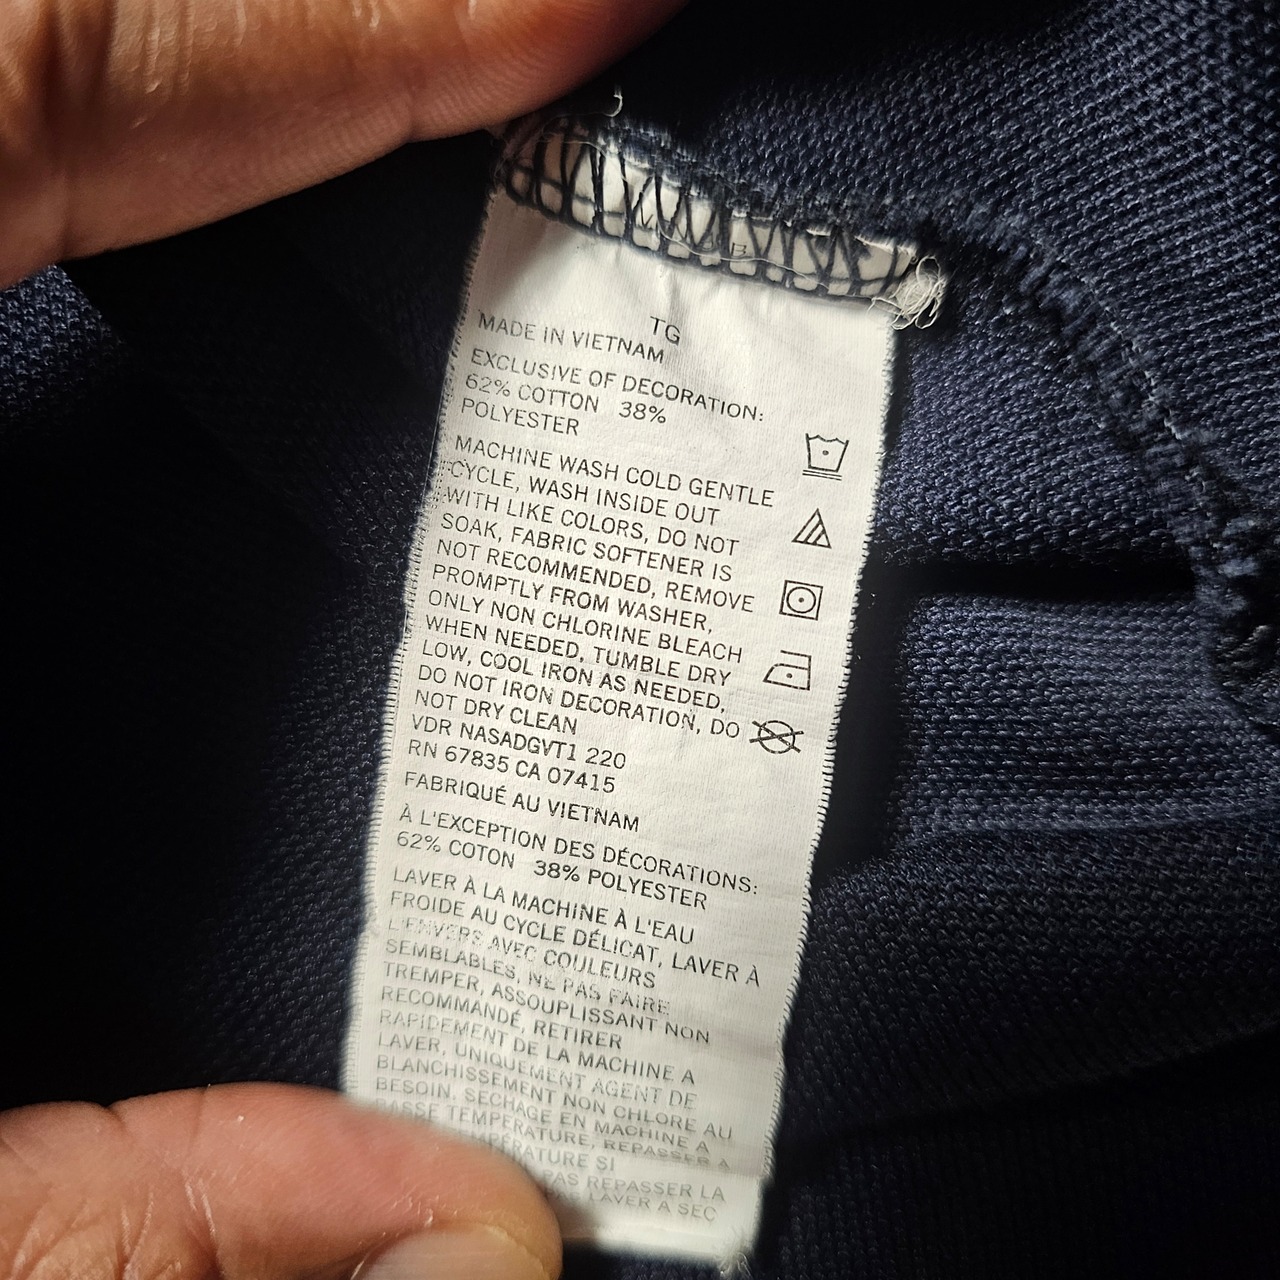 TG
MADE IN VIETNAM
EXCLUSIVE OF DECORATION:
62% COTTON 38%
POLYESTER
MACHINE WASH COLD GENTLE
CYCLE, WASH INSIDE OUT
WITH LIKE COLORS, DO NOT
SOAK, FABRIC SOFTENER IS
NOT RECOMMENDED, REMOVE
PROMPTLY FROM WASHER,
ONLY NON CHLORINE BLEACH
WHEN NEEDED, TUMBLE DRY
LOW, COOL IRON AS NEEDED,
DO NOT IRON DECORATION, DO
NOT DRY CLEAN
VDR NASADGVT1 220
RN 67835 CA 07415
FABRIQUÉ AU VIETNAM
À L'EXCEPTION DES DÉCORATIONS:
62% COTON 38% POLYESTER
LAVER À LA MACHINE À L'EAU
FROIDE AU CYCLE DÉLICAT, LAVER À
L'ENVERS AVEC COULEURS
SEMBLABLES, NE PAS FAIRE
TREMPER, ASSOUPLISSANT NON
RECOMMANDÉ, RETIRER
RAPIDEMENT DE LA MACHINE A
LAVER, UNIQUEMENT AGENT DE
BLANCHISSEMENT NON CHLORE AU
BESOIN, SECHAGE EN MACHINE A
BASSE TEMPÉRATURE, REPASSER A
SI
PAS REPASSER LA
LAVER A SEC